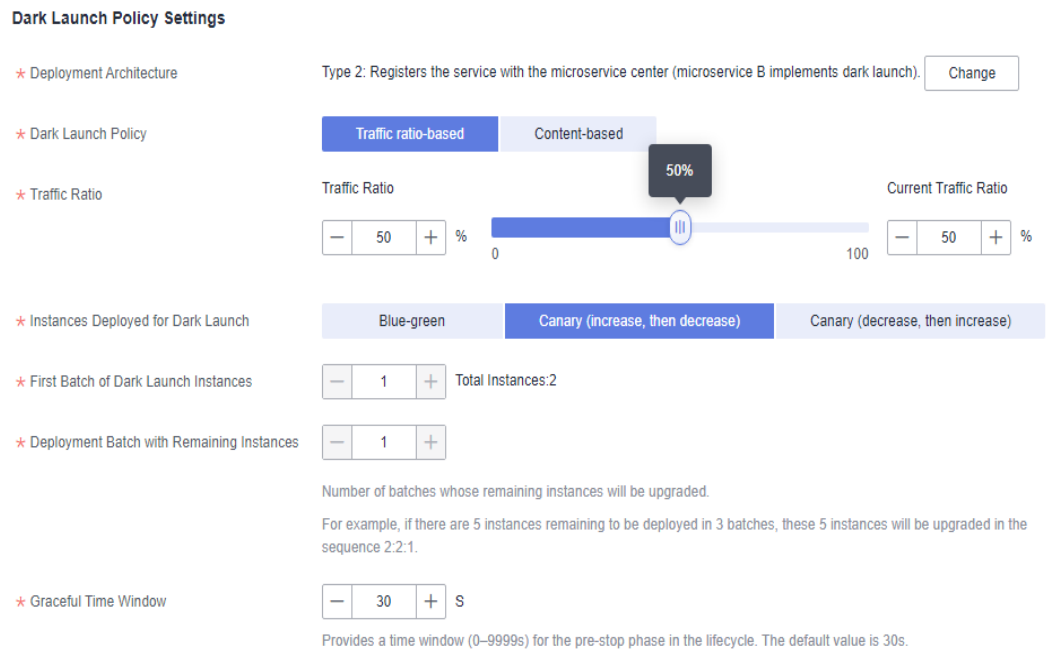 Dark Launch Policy Settings
* Deployment Architecture
Type 2: Registers the service with the microservice center (microservice B implements dark launch).
Change
* Dark Launch Policy
Traffic ratio-based
Content-based
50%
* Traffic Ratio
Traffic Ratio
Current Traffic Ratio
− 50 + %
0
100
− 50 + %
* Instances Deployed for Dark Launch
Blue-green
Canary (increase, then decrease)
Canary (decrease, then increase)
* First Batch of Dark Launch Instances
− 1 + Total Instances:2
* Deployment Batch with Remaining Instances
− 1 +
Number of batches whose remaining instances will be upgraded.
For example, if there are 5 instances remaining to be deployed in 3 batches, these 5 instances will be upgraded in the
sequence 2:2:1.
* Graceful Time Window
− 30 + S
Provides a time window (0–9999s) for the pre-stop phase in the lifecycle. The default value is 30s.